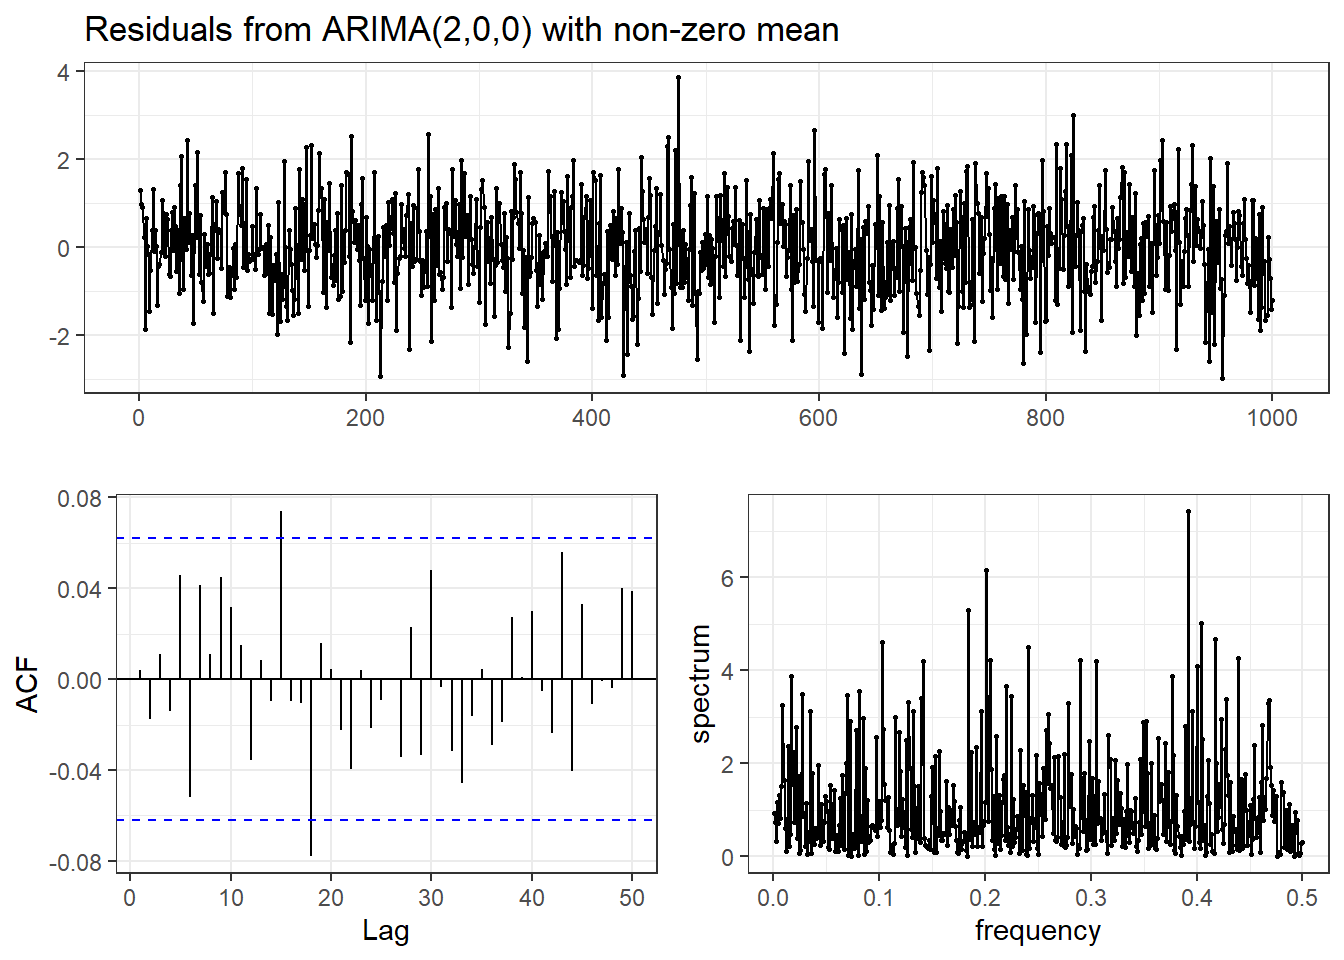 Residuals from ARIMA(2,0,0) with non-zero mean
4
2
0
-2
0 200 400 600 800 1000
ACF
0.08
0.04
0.00
-0.04
-0.08
0 10 20 30 40 50
Lag
spectrum
6
4
2
0
0.0 0.1 0.2 0.3 0.4 0.5
frequency